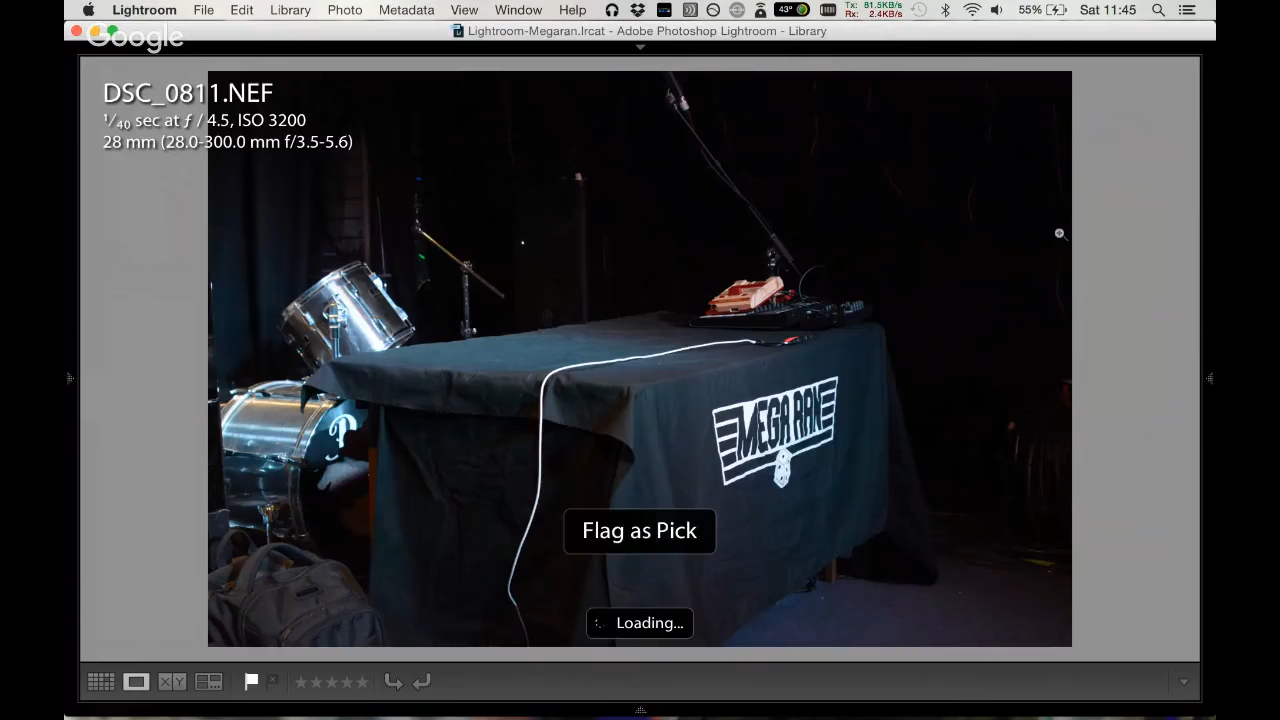 Lightroom File Edit Library Photo Metadata View Window Help 43° Tx: 81.5KB/s Rx: 2.4KB/s 55% Sat 11:45
Google
Lightroom-Megaran.lrcat - Adobe Photoshop Lightroom - Library
DSC_0811.NEF
1/40 sec at ƒ / 4.5, ISO 3200
28 mm (28.0-300.0 mm f/3.5-5.6)
P
MEGA RAN
Flag as Pick
Loading...
XY